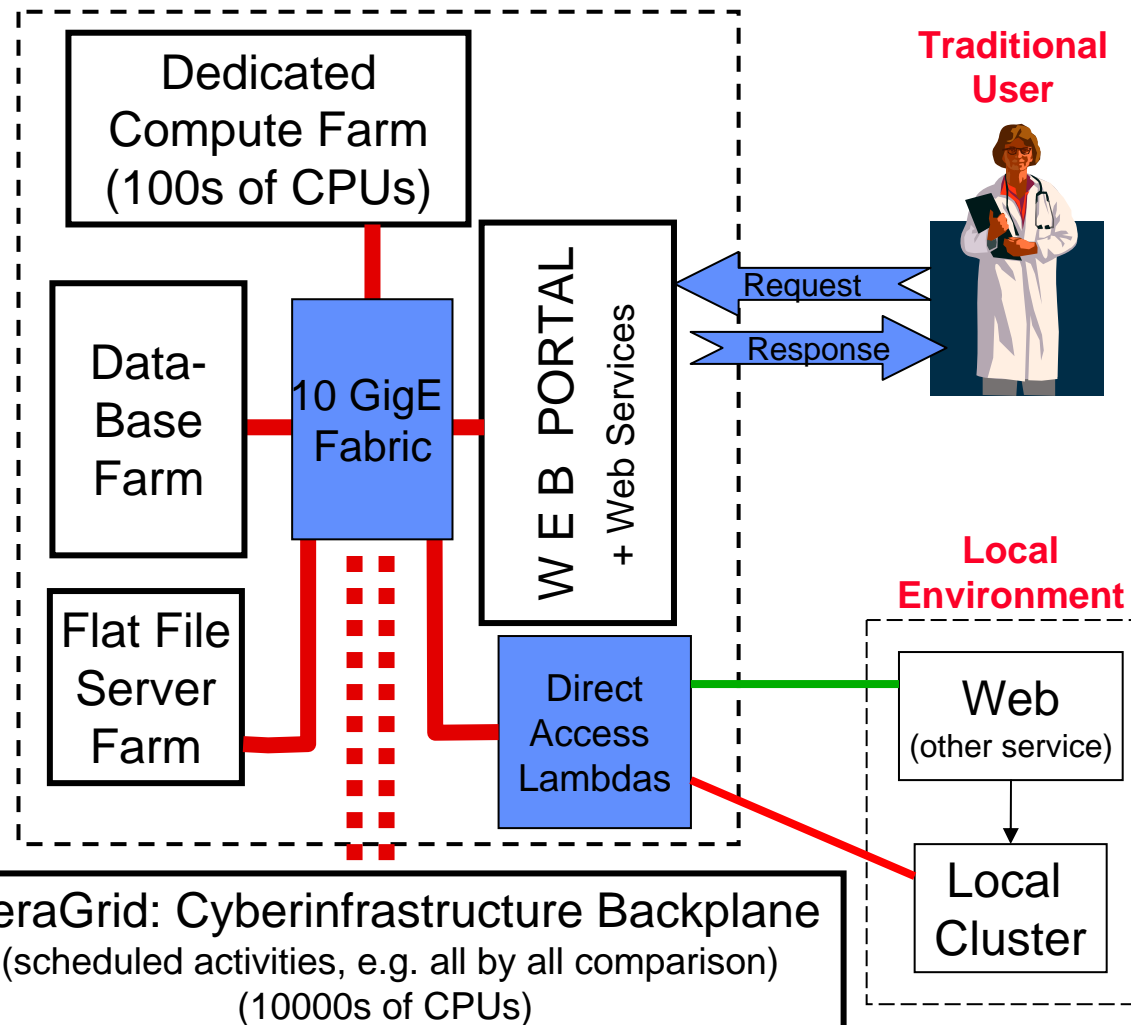 Dedicated
Compute Farm
(100s of CPUs)
Traditional
User
Request
Response
Data-
Base
Farm
10 GigE
Fabric
WEB PORTAL
+ Web Services
Flat File
Server
Farm
Direct
Access
Lambdas
Local
Environment
Web
(other service)
Local
Cluster
eraGrid: Cyberinfrastructure Backplane
(scheduled activities, e.g. all by all comparison)
(10000s of CPUs)